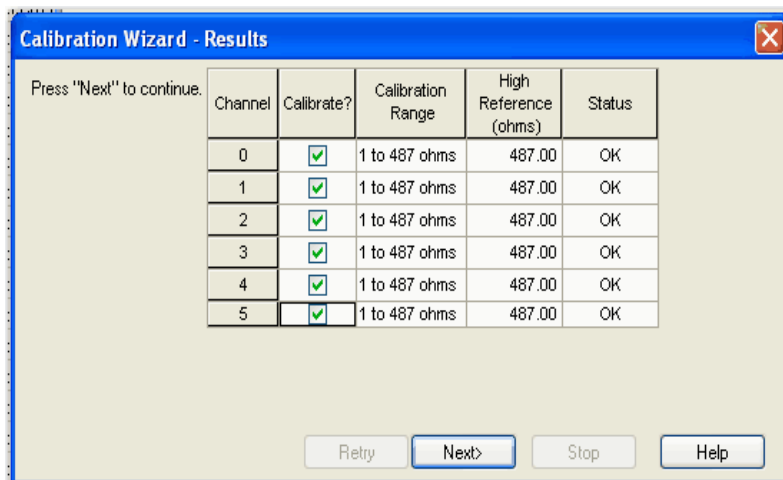 Calibration Wizard - Results
Press "Next" to continue.
Channel Calibrate? Calibration Range High Reference (ohms) Status
0 1 to 487 ohms 487.00 OK
1 1 to 487 ohms 487.00 OK
2 1 to 487 ohms 487.00 OK
3 1 to 487 ohms 487.00 OK
4 1 to 487 ohms 487.00 OK
5 1 to 487 ohms 487.00 OK
Retry Next> Stop Help